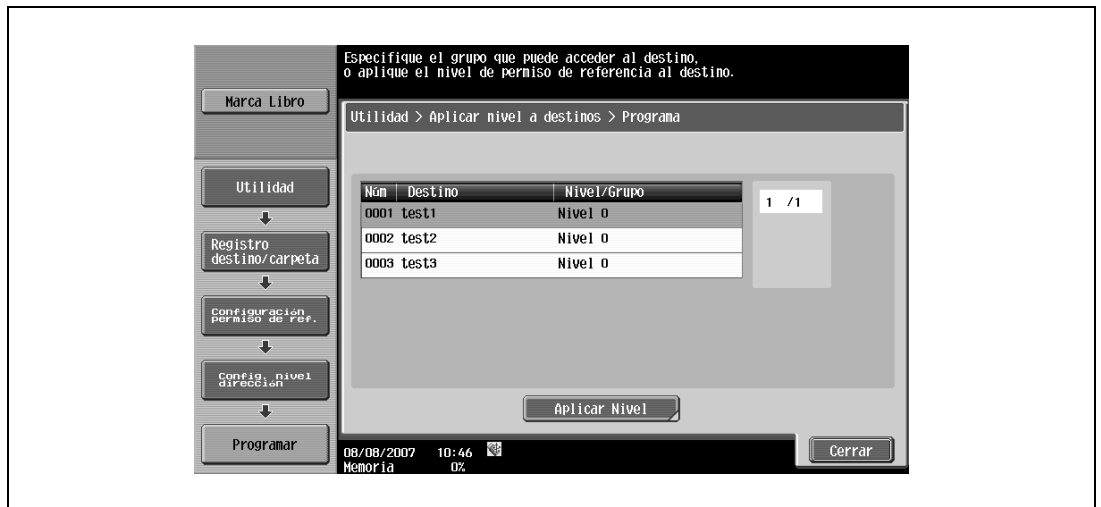 Especifique el grupo que puede acceder al destino,
o aplique el nivel de permiso de referencia al destino.
Marca Libro
Utilidad > Aplicar nivel a destinos > Programa
Utilidad
Registro
destino/carpeta
Configuración
permiso de ref.
Config. nivel
dirección
Programar
Núm Destino Nivel/Grupo
0001 test1 Nivel 0
0002 test2 Nivel 0
0003 test3 Nivel 0
1 /1
Aplicar Nivel
08/08/2007 10:46
Memoria 0%
Cerrar